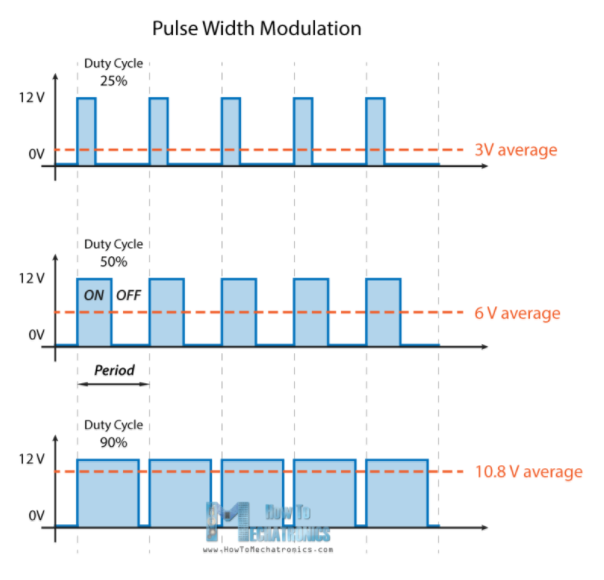 Pulse Width Modulation
Duty Cycle
25%
12 V
0V
3V average
Duty Cycle
50%
12 V
ON OFF
6 V average
0V
Period
Duty Cycle
90%
12 V
10.8 V average
0V
How To
MECHATRONICS
www.HowToMechatronics.com